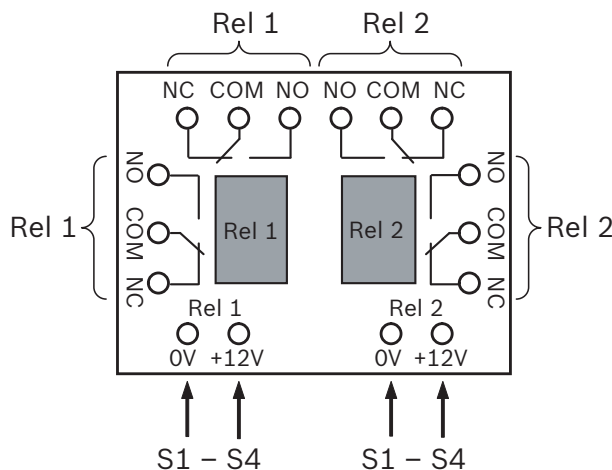 Rel 1 Rel 2
NC COM NO NO COM NC
NO NO
Rel 1 COM Rel 1 Rel 2 COM Rel 2
NC NC
Rel 1 Rel 2
0V +12V 0V +12V
S1 – S4 S1 – S4